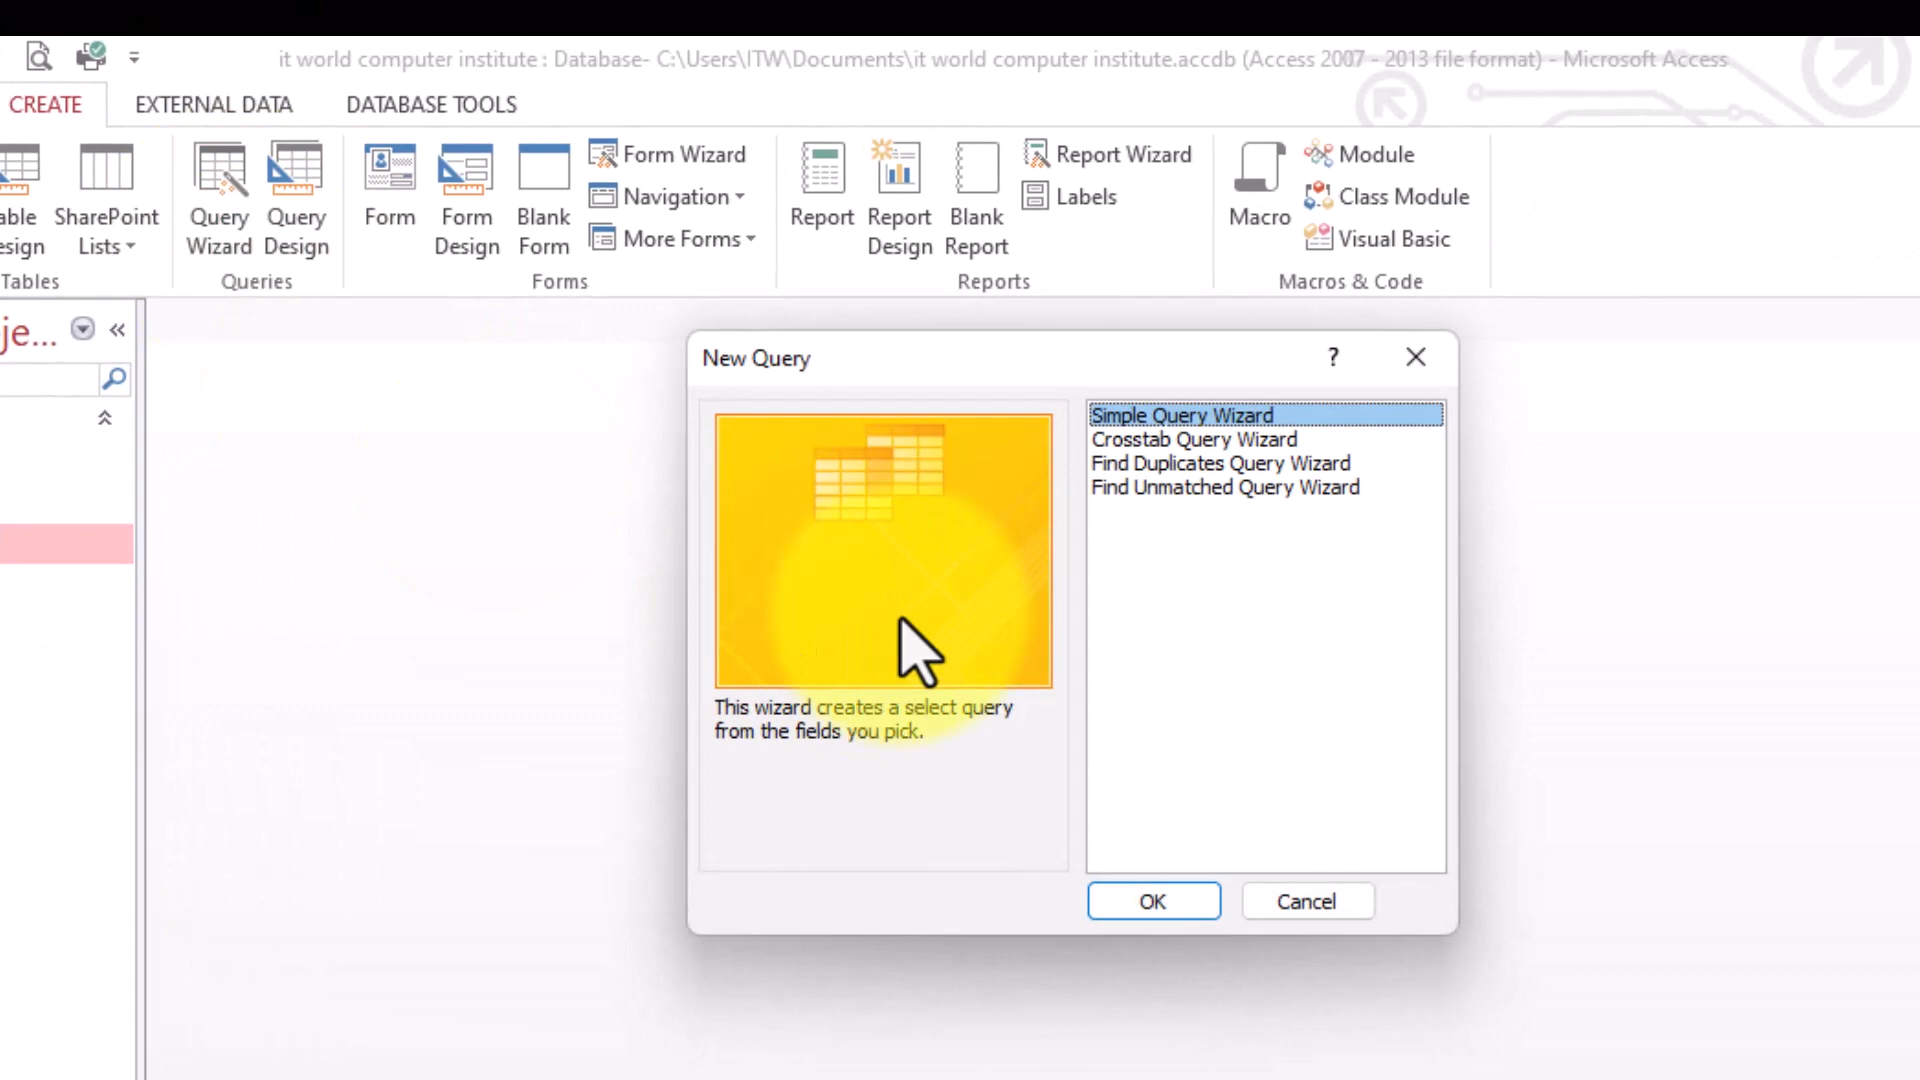 it world computer institute : Database- C:\Users\ITW\Documents\it world computer institute.accdb (Access 2007 - 2013 file format) - Microsoft Access
CREATE EXTERNAL DATA DATABASE TOOLS
able
esign
SharePoint
Lists
Tables
Query
Wizard
Query
Design
Queries
Form
Form
Design
Blank
Form
Form Wizard
Navigation
More Forms
Forms
Report
Report
Design
Blank
Report
Report Wizard
Labels
Reports
Macro
Module
Class Module
Visual Basic
Macros & Code
je... «
New Query ?
Simple Query Wizard
Crosstab Query Wizard
Find Duplicates Query Wizard
Find Unmatched Query Wizard
This wizard creates a select query
from the fields you pick.
OK Cancel